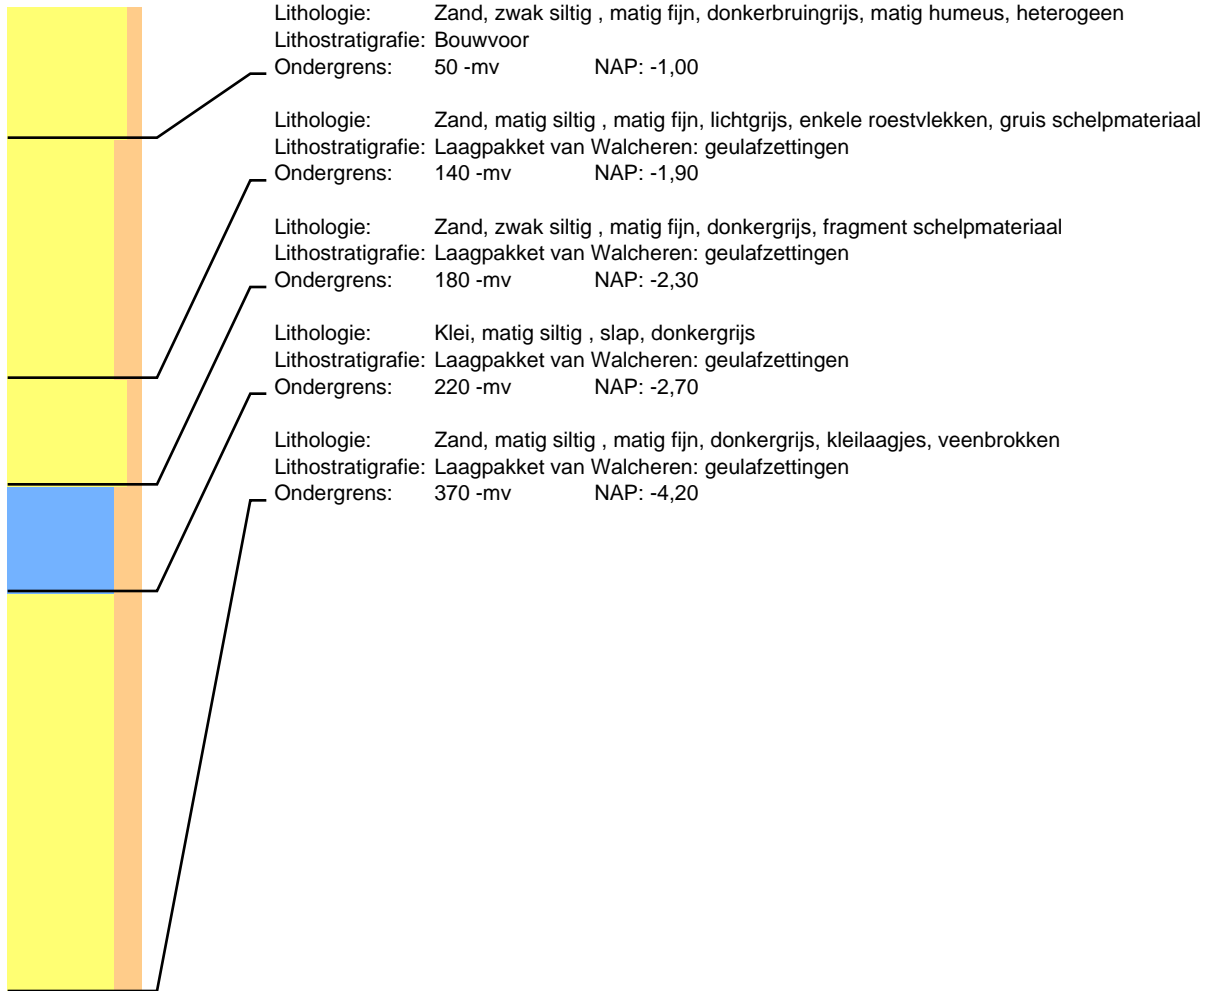 Lithologie: Zand, zwak siltig , matig fijn, donkerbruingrijs, matig humeus, heterogeen
Lithostratigrafie: Bouwvoor
Ondergrens: 50 -mv NAP: -1,00
Lithologie: Zand, matig siltig , matig fijn, lichtgrijs, enkele roestvlekken, gruis schelpmateriaal
Lithostratigrafie: Laagpakket van Walcheren: geulafzettingen
Ondergrens: 140 -mv NAP: -1,90
Lithologie: Zand, zwak siltig , matig fijn, donkergrijs, fragment schelpmateriaal
Lithostratigrafie: Laagpakket van Walcheren: geulafzettingen
Ondergrens: 180 -mv NAP: -2,30
Lithologie: Klei, matig siltig , slap, donkergrijs
Lithostratigrafie: Laagpakket van Walcheren: geulafzettingen
Ondergrens: 220 -mv NAP: -2,70
Lithologie: Zand, matig siltig , matig fijn, donkergrijs, kleilaagjes, veenbrokken
Lithostratigrafie: Laagpakket van Walcheren: geulafzettingen
Ondergrens: 370 -mv NAP: -4,20